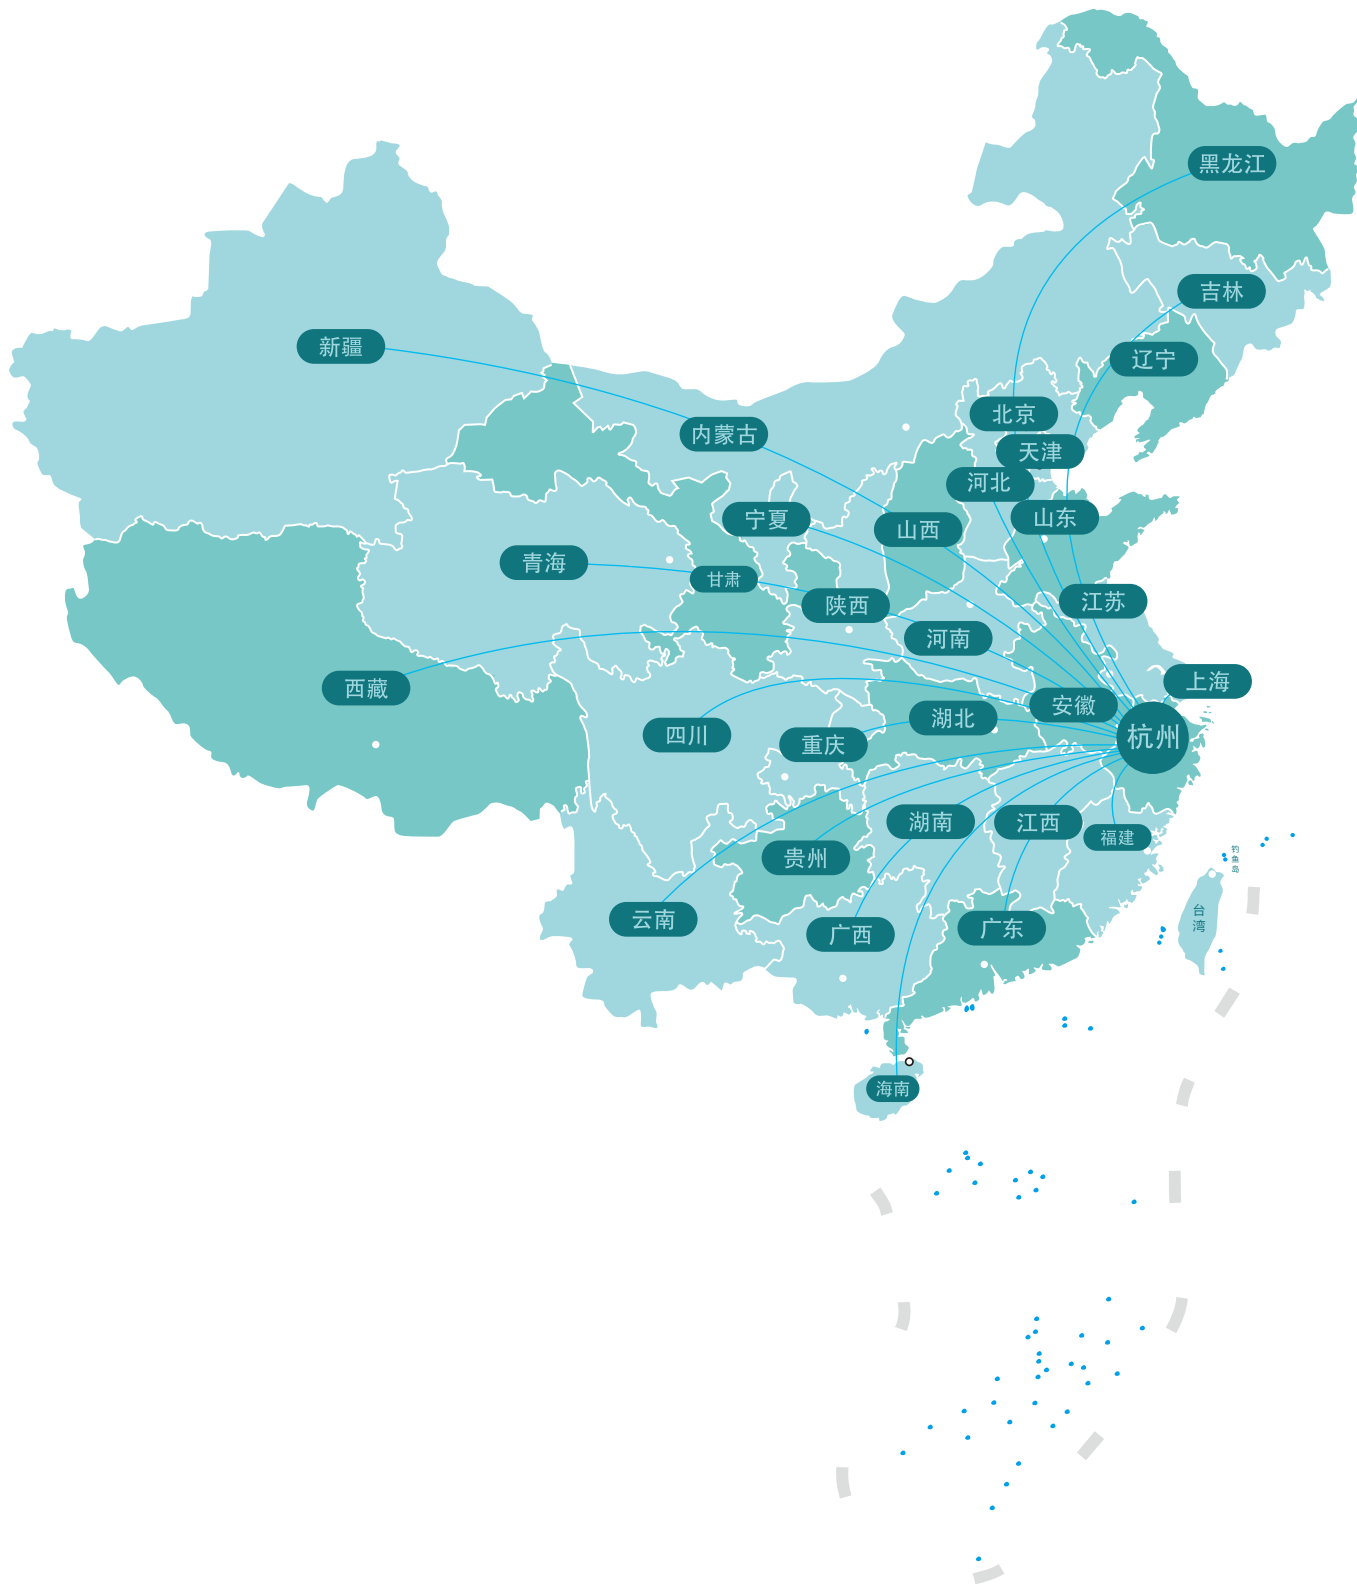 黑龙江
吉林
新疆
辽宁
北京
内蒙古
天津
河北
宁夏
山东
山西
青海
甘肃
陕西
江苏
河南
上海
西藏
安徽
湖北
四川
重庆
杭州
湖南
江西
福建
贵州
钓鱼岛
云南
广西
广东
台湾
海南